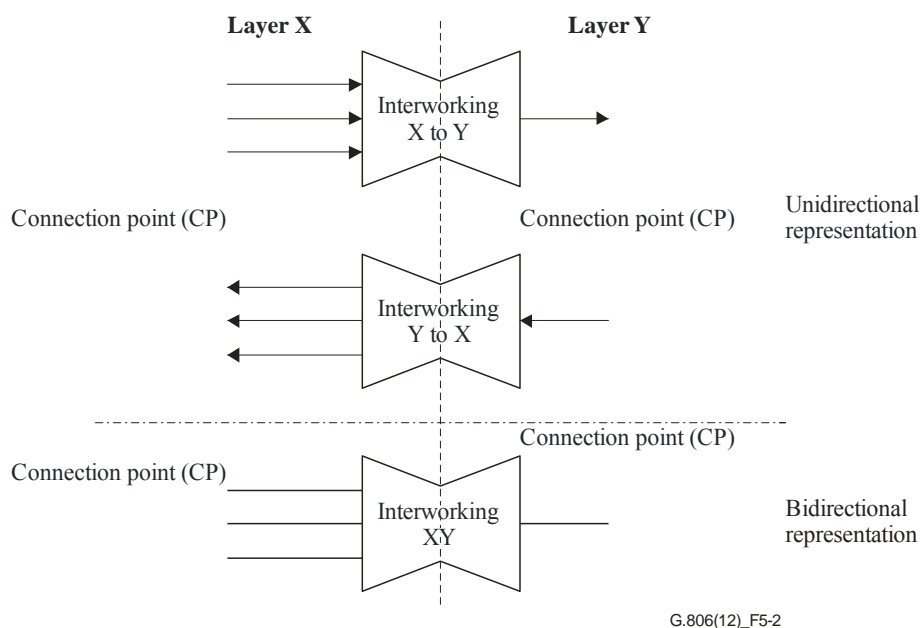 Layer X
Layer Y
Interworking
X to Y
Connection point (CP)
Connection point (CP)
Unidirectional
representation
Interworking
Y to X
Connection point (CP)
Connection point (CP)
Interworking
XY
Bidirectional
representation
G.806(12)_F5-2